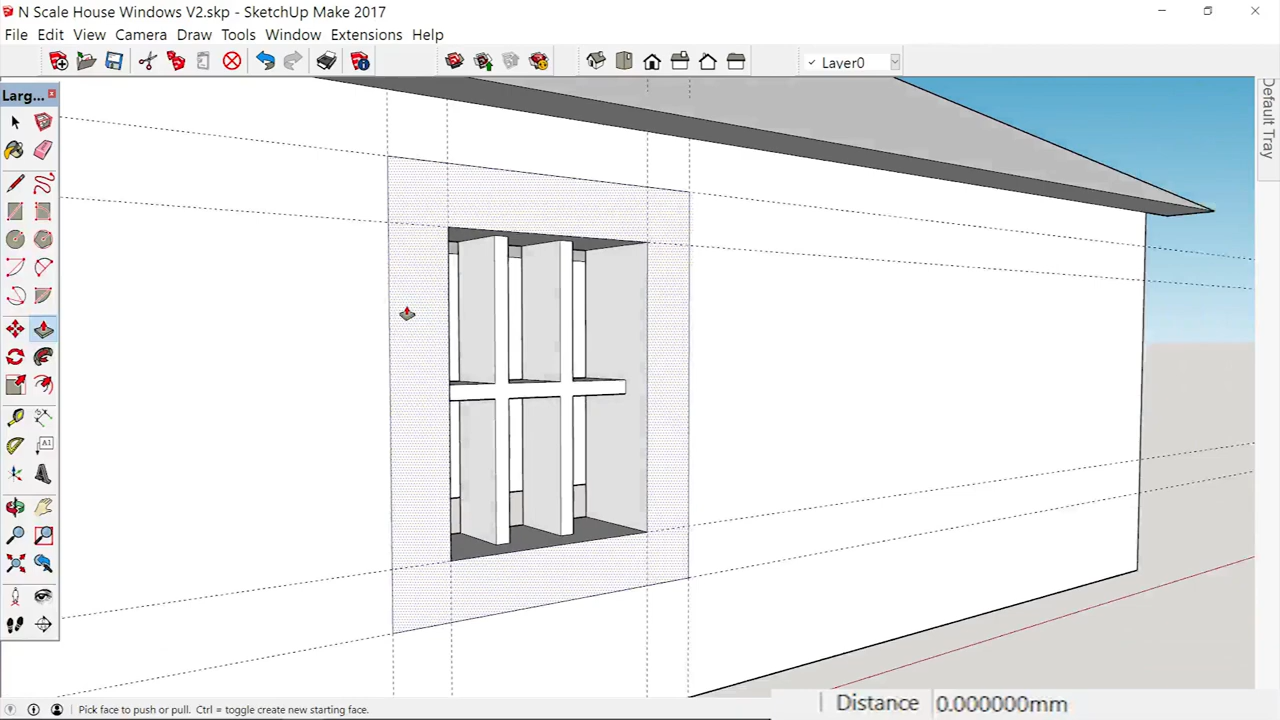 N Scale House Windows V2.skp - SketchUp Make 2017
File Edit View Camera Draw Tools Window Extensions Help
✓ Layer0
Larg...
Default Tray
A1
A
Pick face to push or pull. Ctrl = toggle create new starting face.
Distance 0.000000mm